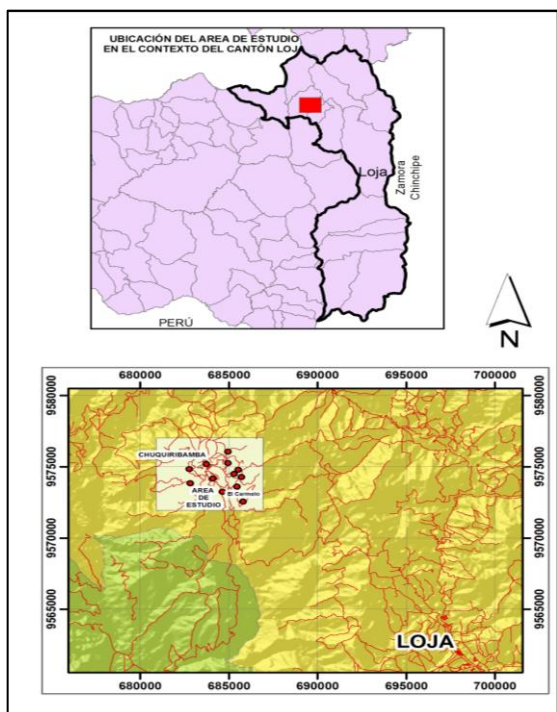 UBICACIÓN DEL AREA DE ESTUDIO
EN EL CONTEXTO DEL CANTÓN LOJA
Loja
Zamora
Chinchipe
PERÚ
N
680000 685000 690000 695000 700000
9580000 9580000
CHUQUIRIBAMBA
9575000 9575000
AREA
DE
ESTUDIO
El Carmelo
9570000 9570000
9565000 9565000
LOJA
680000 685000 690000 695000 700000